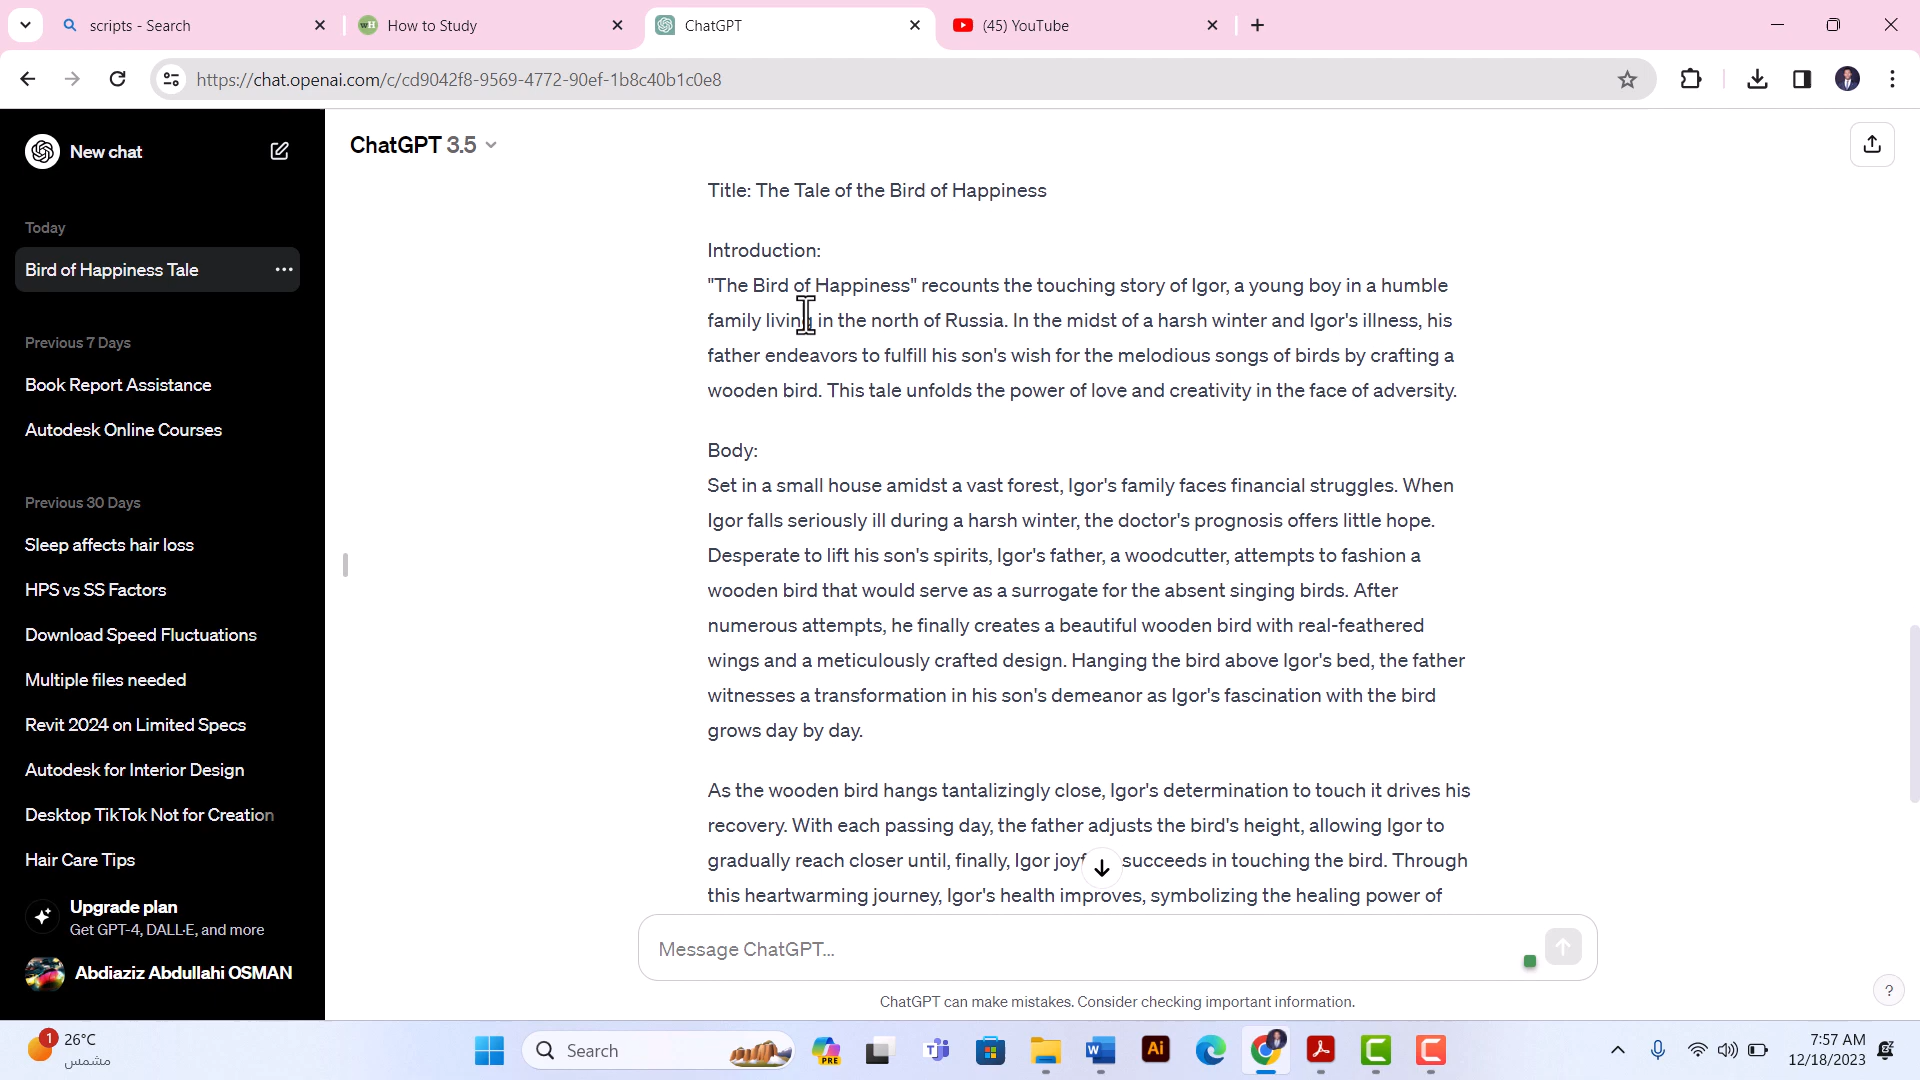 scripts - Search
How to Study
ChatGPT
(45) YouTube
https://chat.openai.com/c/cd9042f8-9569-4772-90ef-1b8c40b1c0e8
New chat
Today
Bird of Happiness Tale
Previous 7 Days
Book Report Assistance
Autodesk Online Courses
Previous 30 Days
Sleep affects hair loss
HPS vs SS Factors
Download Speed Fluctuations
Multiple files needed
Revit 2024 on Limited Specs
Autodesk for Interior Design
Desktop TikTok Not for Creation
Hair Care Tips
Upgrade plan
Get GPT-4, DALL·E, and more
Abdiaziz Abdullahi OSMAN
ChatGPT 3.5
Title: The Tale of the Bird of Happiness
Introduction:
"The Bird of Happiness" recounts the touching story of Igor, a young boy in a humble
family living in the north of Russia. In the midst of a harsh winter and Igor's illness, his
father endeavors to fulfill his son's wish for the melodious songs of birds by crafting a
wooden bird. This tale unfolds the power of love and creativity in the face of adversity.
Body:
Set in a small house amidst a vast forest, Igor's family faces financial struggles. When
Igor falls seriously ill during a harsh winter, the doctor's prognosis offers little hope.
Desperate to lift his son's spirits, Igor's father, a woodcutter, attempts to fashion a
wooden bird that would serve as a surrogate for the absent singing birds. After
numerous attempts, he finally creates a beautiful wooden bird with real-feathered
wings and a meticulously crafted design. Hanging the bird above Igor's bed, the father
witnesses a transformation in his son's demeanor as Igor's fascination with the bird
grows day by day.
As the wooden bird hangs tantalizingly close, Igor's determination to touch it drives his
recovery. With each passing day, the father adjusts the bird's height, allowing Igor to
gradually reach closer until, finally, Igor succeeds in touching the bird. Through
this heartwarming journey, Igor's health improves, symbolizing the healing power of
Message ChatGPT...
ChatGPT can make mistakes. Consider checking important information.
?
1
26°C
مشمس
Search
PRE
Ai
7:57 AM
12/18/2023